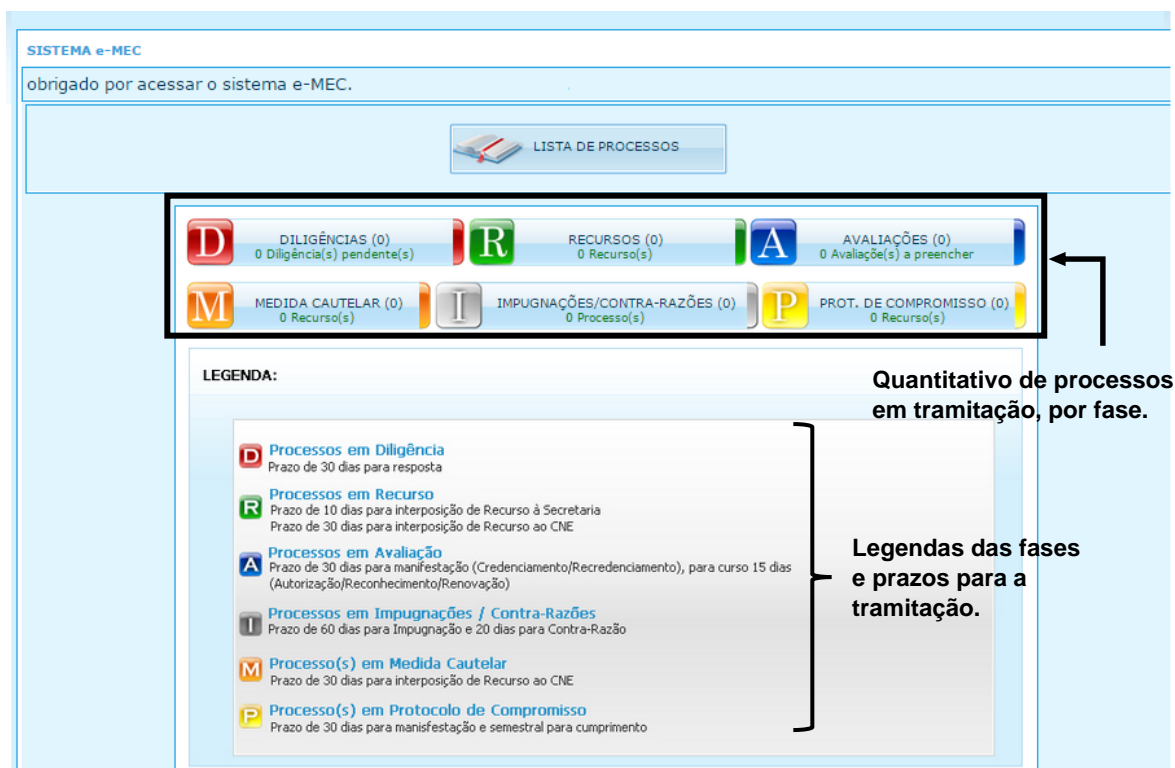 SISTEMA e-MEC
obrigado por acessar o sistema e-MEC.
LISTA DE PROCESSOS
D DILIGÊNCIAS (0)
0 Diligência(s) pendente(s)
R RECURSOS (0)
0 Recurso(s)
A AVALIAÇÕES (0)
0 Avaliaçõe(s) a preencher
M MEDIDA CAUTELAR (0)
0 Recurso(s)
I IMPUGNAÇÕES/CONTRA-RAZÕES (0)
0 Processo(s)
P PROT. DE COMPROMISSO (0)
0 Recurso(s)
Quantitativo de processos
em tramitação, por fase.
LEGENDA:
D Processos em Diligência
Prazo de 30 dias para resposta
R Processos em Recurso
Prazo de 10 dias para interposição de Recurso à Secretaria
Prazo de 30 dias para interposição de Recurso ao CNE
A Processos em Avaliação
Prazo de 30 dias para manifestação (Credenciamento/Recredenciamento), para curso 15 dias
(Autorização/Reconhecimento/Renovação)
I Processos em Impugnações / Contra-Razões
Prazo de 60 dias para Impugnação e 20 dias para Contra-Razão
M Processo(s) em Medida Cautelar
Prazo de 30 dias para interposição de Recurso ao CNE
P Processo(s) em Protocolo de Compromisso
Prazo de 30 dias para manisfestação e semestral para cumprimento
Legendas das fases
e prazos para a
tramitação.